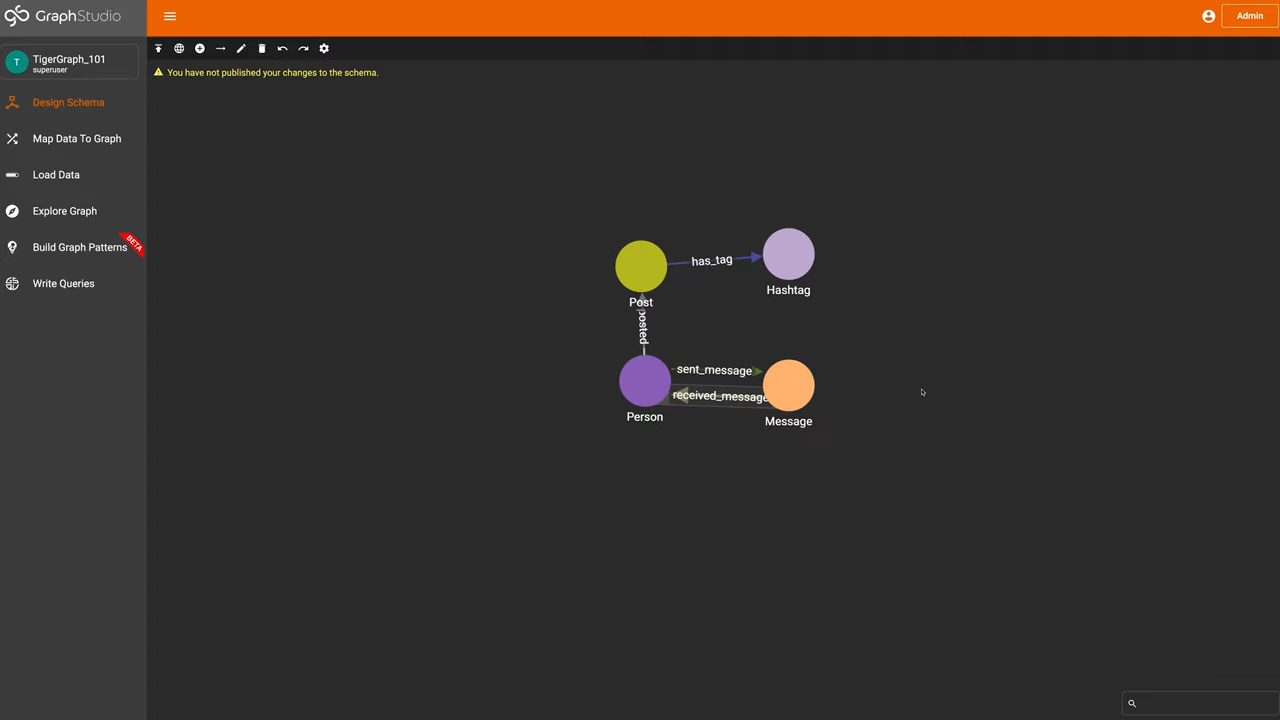 GraphStudio
Admin
T
TigerGraph_101
superuser
You have not published your changes to the schema.
Design Schema
Map Data To Graph
Load Data
Explore Graph
Build Graph Patterns
BETA
Write Queries
has_tag
Hashtag
Post
posted
sent_message
received_message
Person
Message